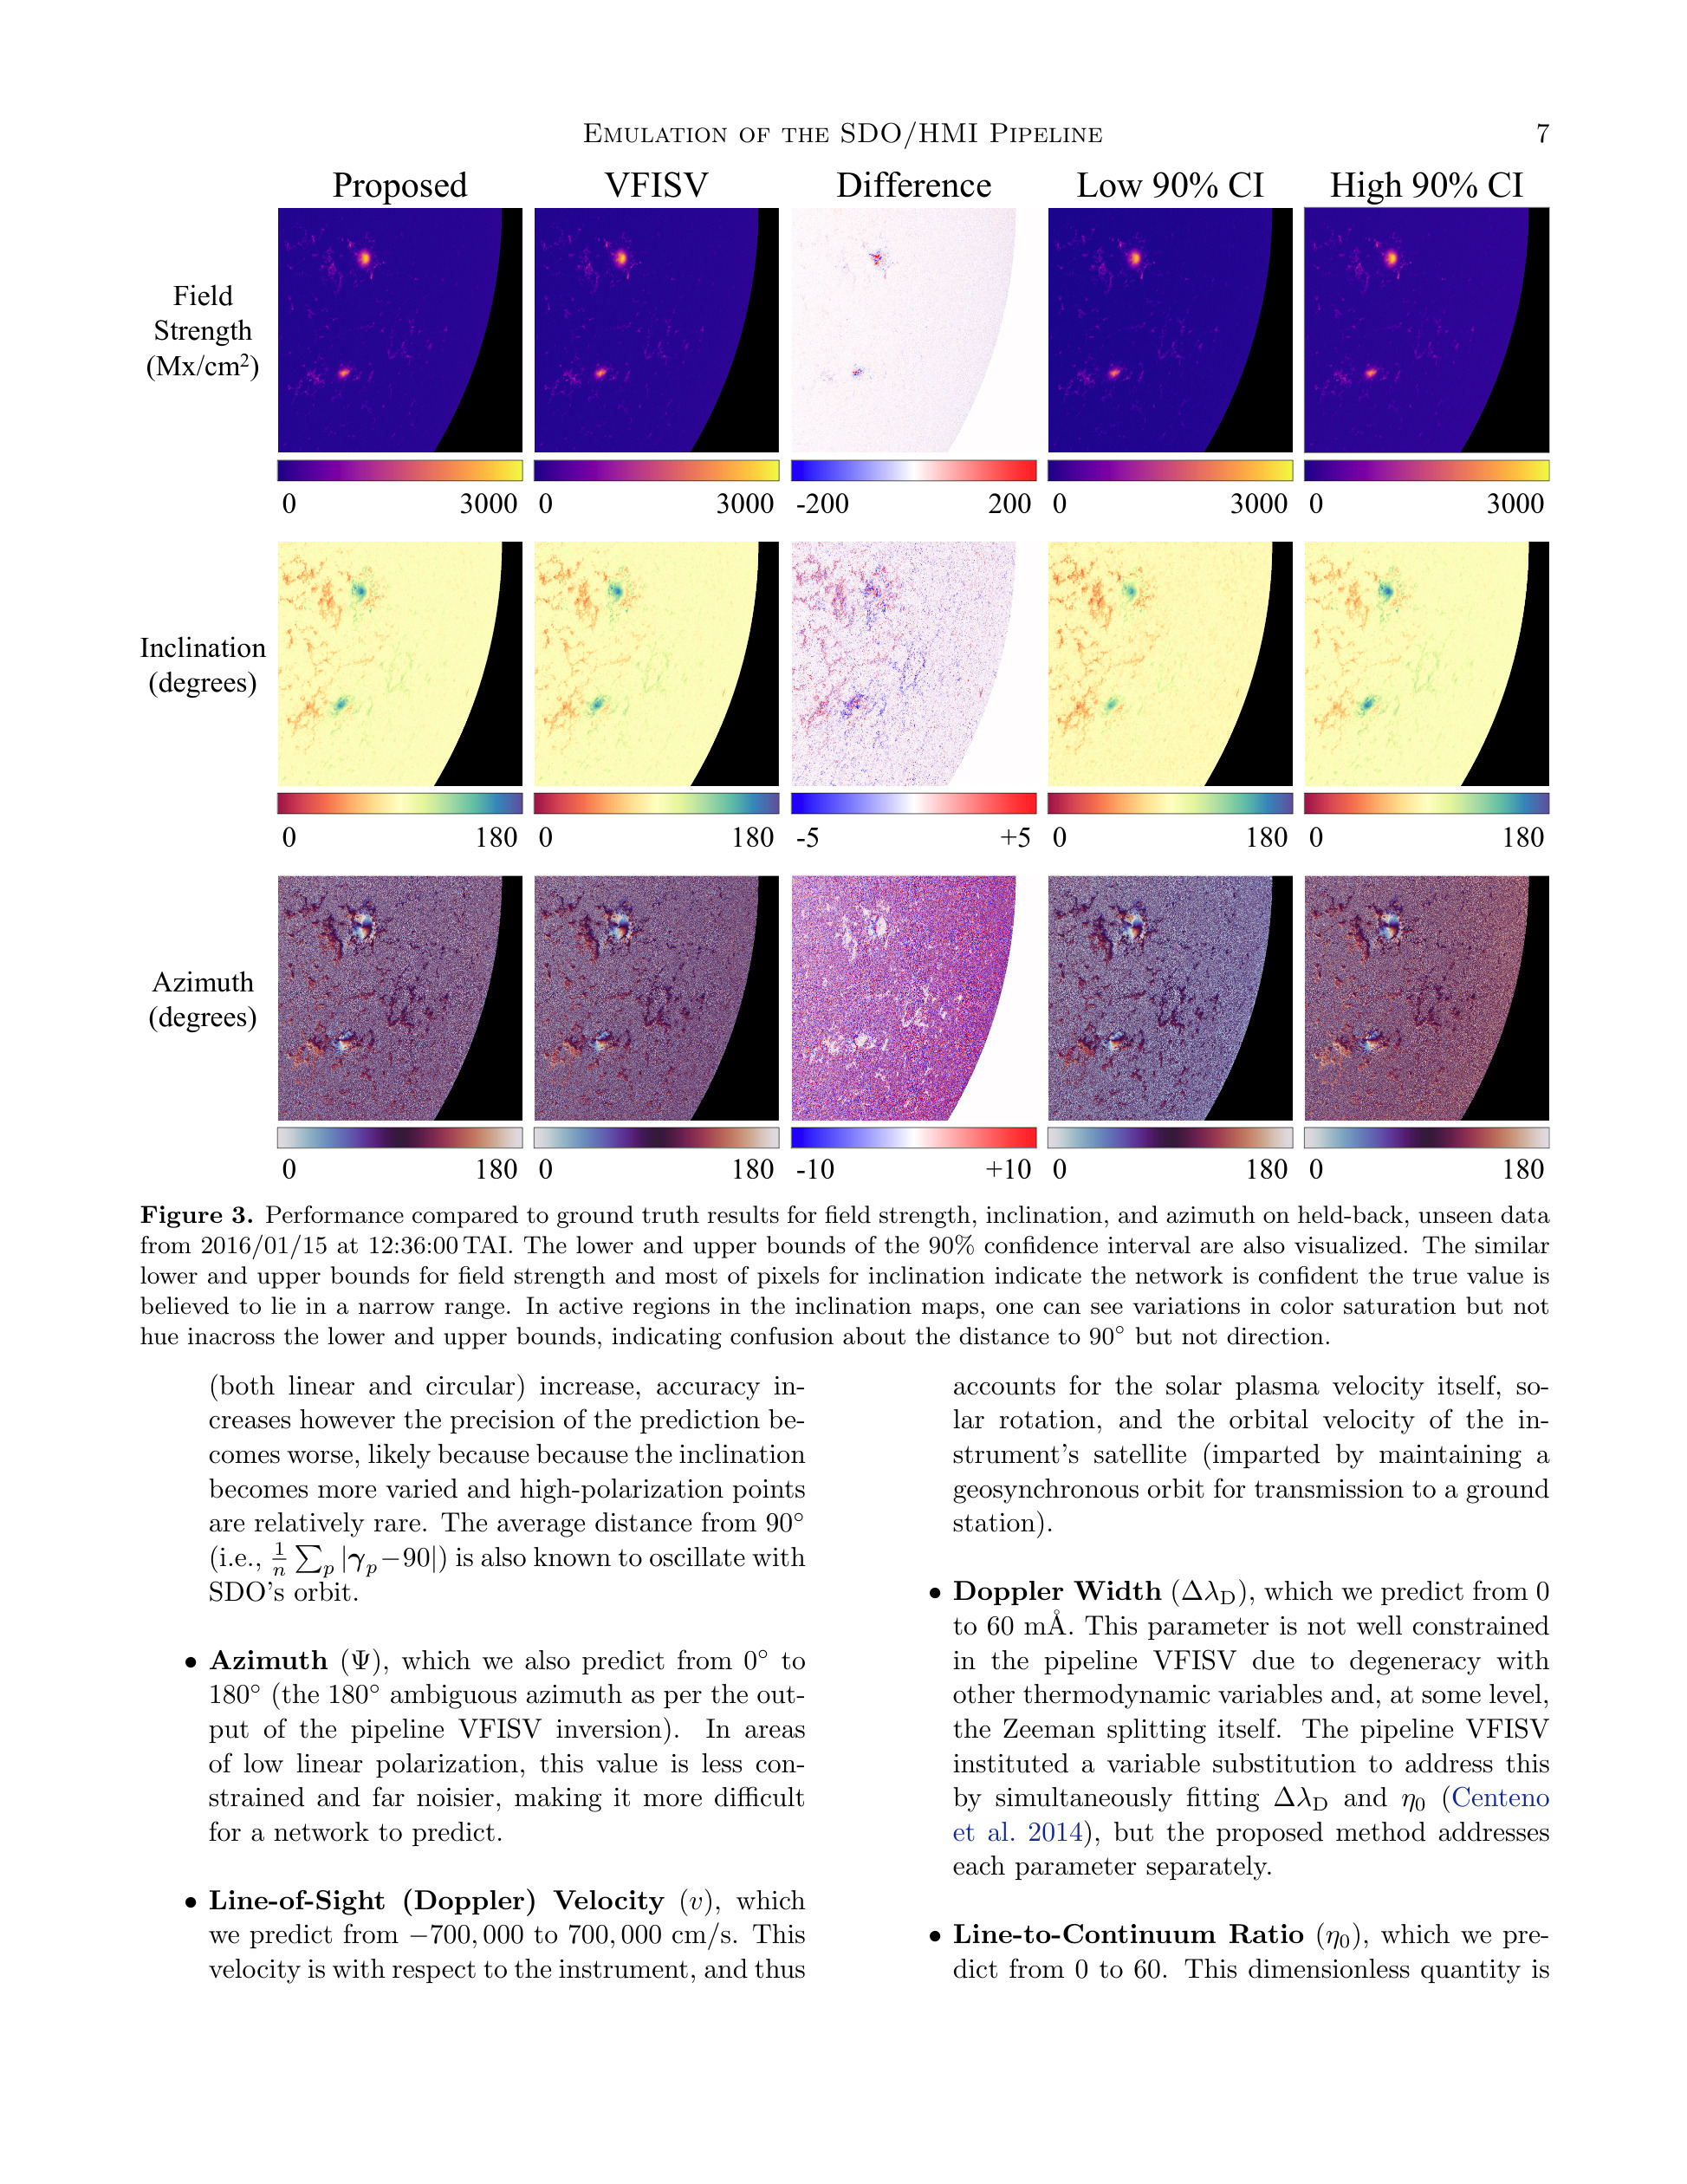 EMULATION OF THE SDO/HMI PIPELINE 7
Proposed VFISV Difference Low 90% CI High 90% CI
Field
Strength
(Mx/cm²)
0 3000 0 3000 -200 200 0 3000 0 3000
Inclination
(degrees)
0 180 0 180 -5 +5 0 180 0 180
Azimuth
(degrees)
0 180 0 180 -10 +10 0 180 0 180
Figure 3. Performance compared to ground truth results for field strength, inclination, and azimuth on held-back, unseen data
from 2016/01/15 at 12:36:00 TAI. The lower and upper bounds of the 90% confidence interval are also visualized. The similar
lower and upper bounds for field strength and most of pixels for inclination indicate the network is confident the true value is
believed to lie in a narrow range. In active regions in the inclination maps, one can see variations in color saturation but not
hue inacross the lower and upper bounds, indicating confusion about the distance to 90° but not direction.
(both linear and circular) increase, accuracy in-
creases however the precision of the prediction be-
comes worse, likely because because the inclination
becomes more varied and high-polarization points
are relatively rare. The average distance from 90°
(i.e., 1/n ∑p |γp−90|) is also known to oscillate with
SDO's orbit.
• Azimuth (Ψ), which we also predict from 0° to
180° (the 180° ambiguous azimuth as per the out-
put of the pipeline VFISV inversion). In areas
of low linear polarization, this value is less con-
strained and far noisier, making it more difficult
for a network to predict.
• Line-of-Sight (Doppler) Velocity (v), which
we predict from −700,000 to 700,000 cm/s. This
velocity is with respect to the instrument, and thus
accounts for the solar plasma velocity itself, so-
lar rotation, and the orbital velocity of the in-
strument's satellite (imparted by maintaining a
geosynchronous orbit for transmission to a ground
station).
• Doppler Width (ΔλD), which we predict from 0
to 60 mÅ. This parameter is not well constrained
in the pipeline VFISV due to degeneracy with
other thermodynamic variables and, at some level,
the Zeeman splitting itself. The pipeline VFISV
instituted a variable substitution to address this
by simultaneously fitting ΔλD and η0 (Centeno
et al. 2014), but the proposed method addresses
each parameter separately.
• Line-to-Continuum Ratio (η0), which we pre-
dict from 0 to 60. This dimensionless quantity is